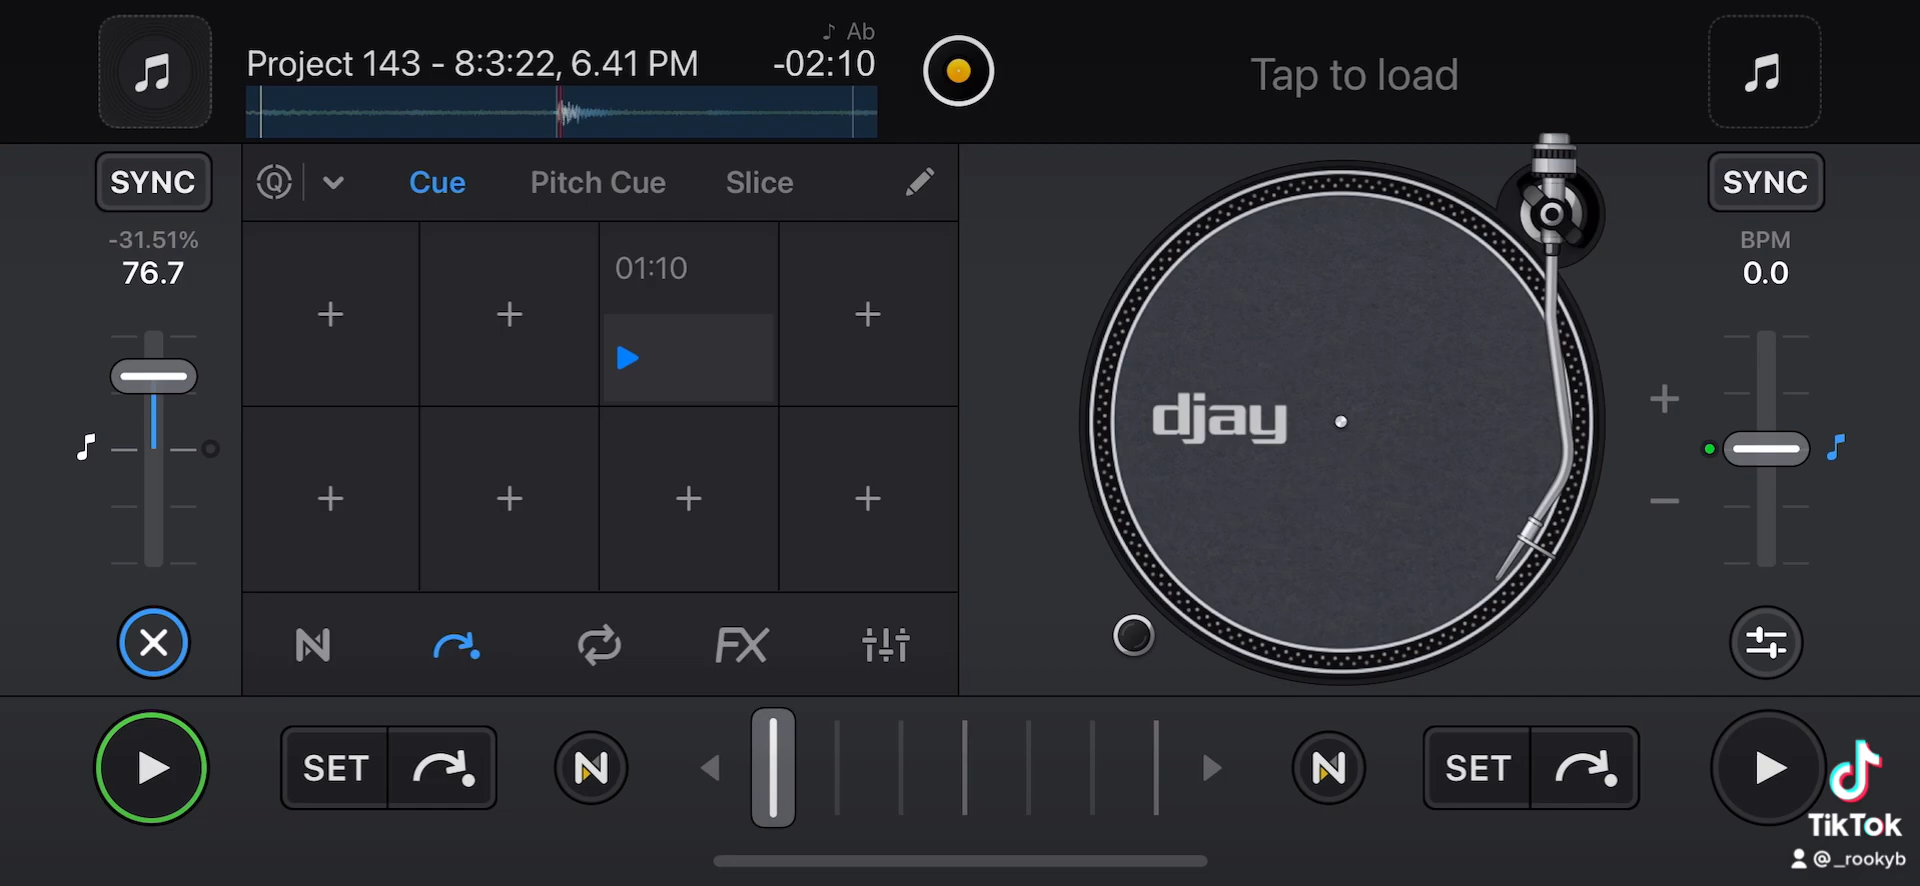 ♪ Ab
Project 143 - 8:3:22, 6.41 PM
-02:10
Tap to load
SYNC
-31.51%
76.7
Q
Cue
Pitch Cue
Slice
01:10
djay
SYNC
BPM
0.0
FX
SET
SET
TikTok
@_rookyb